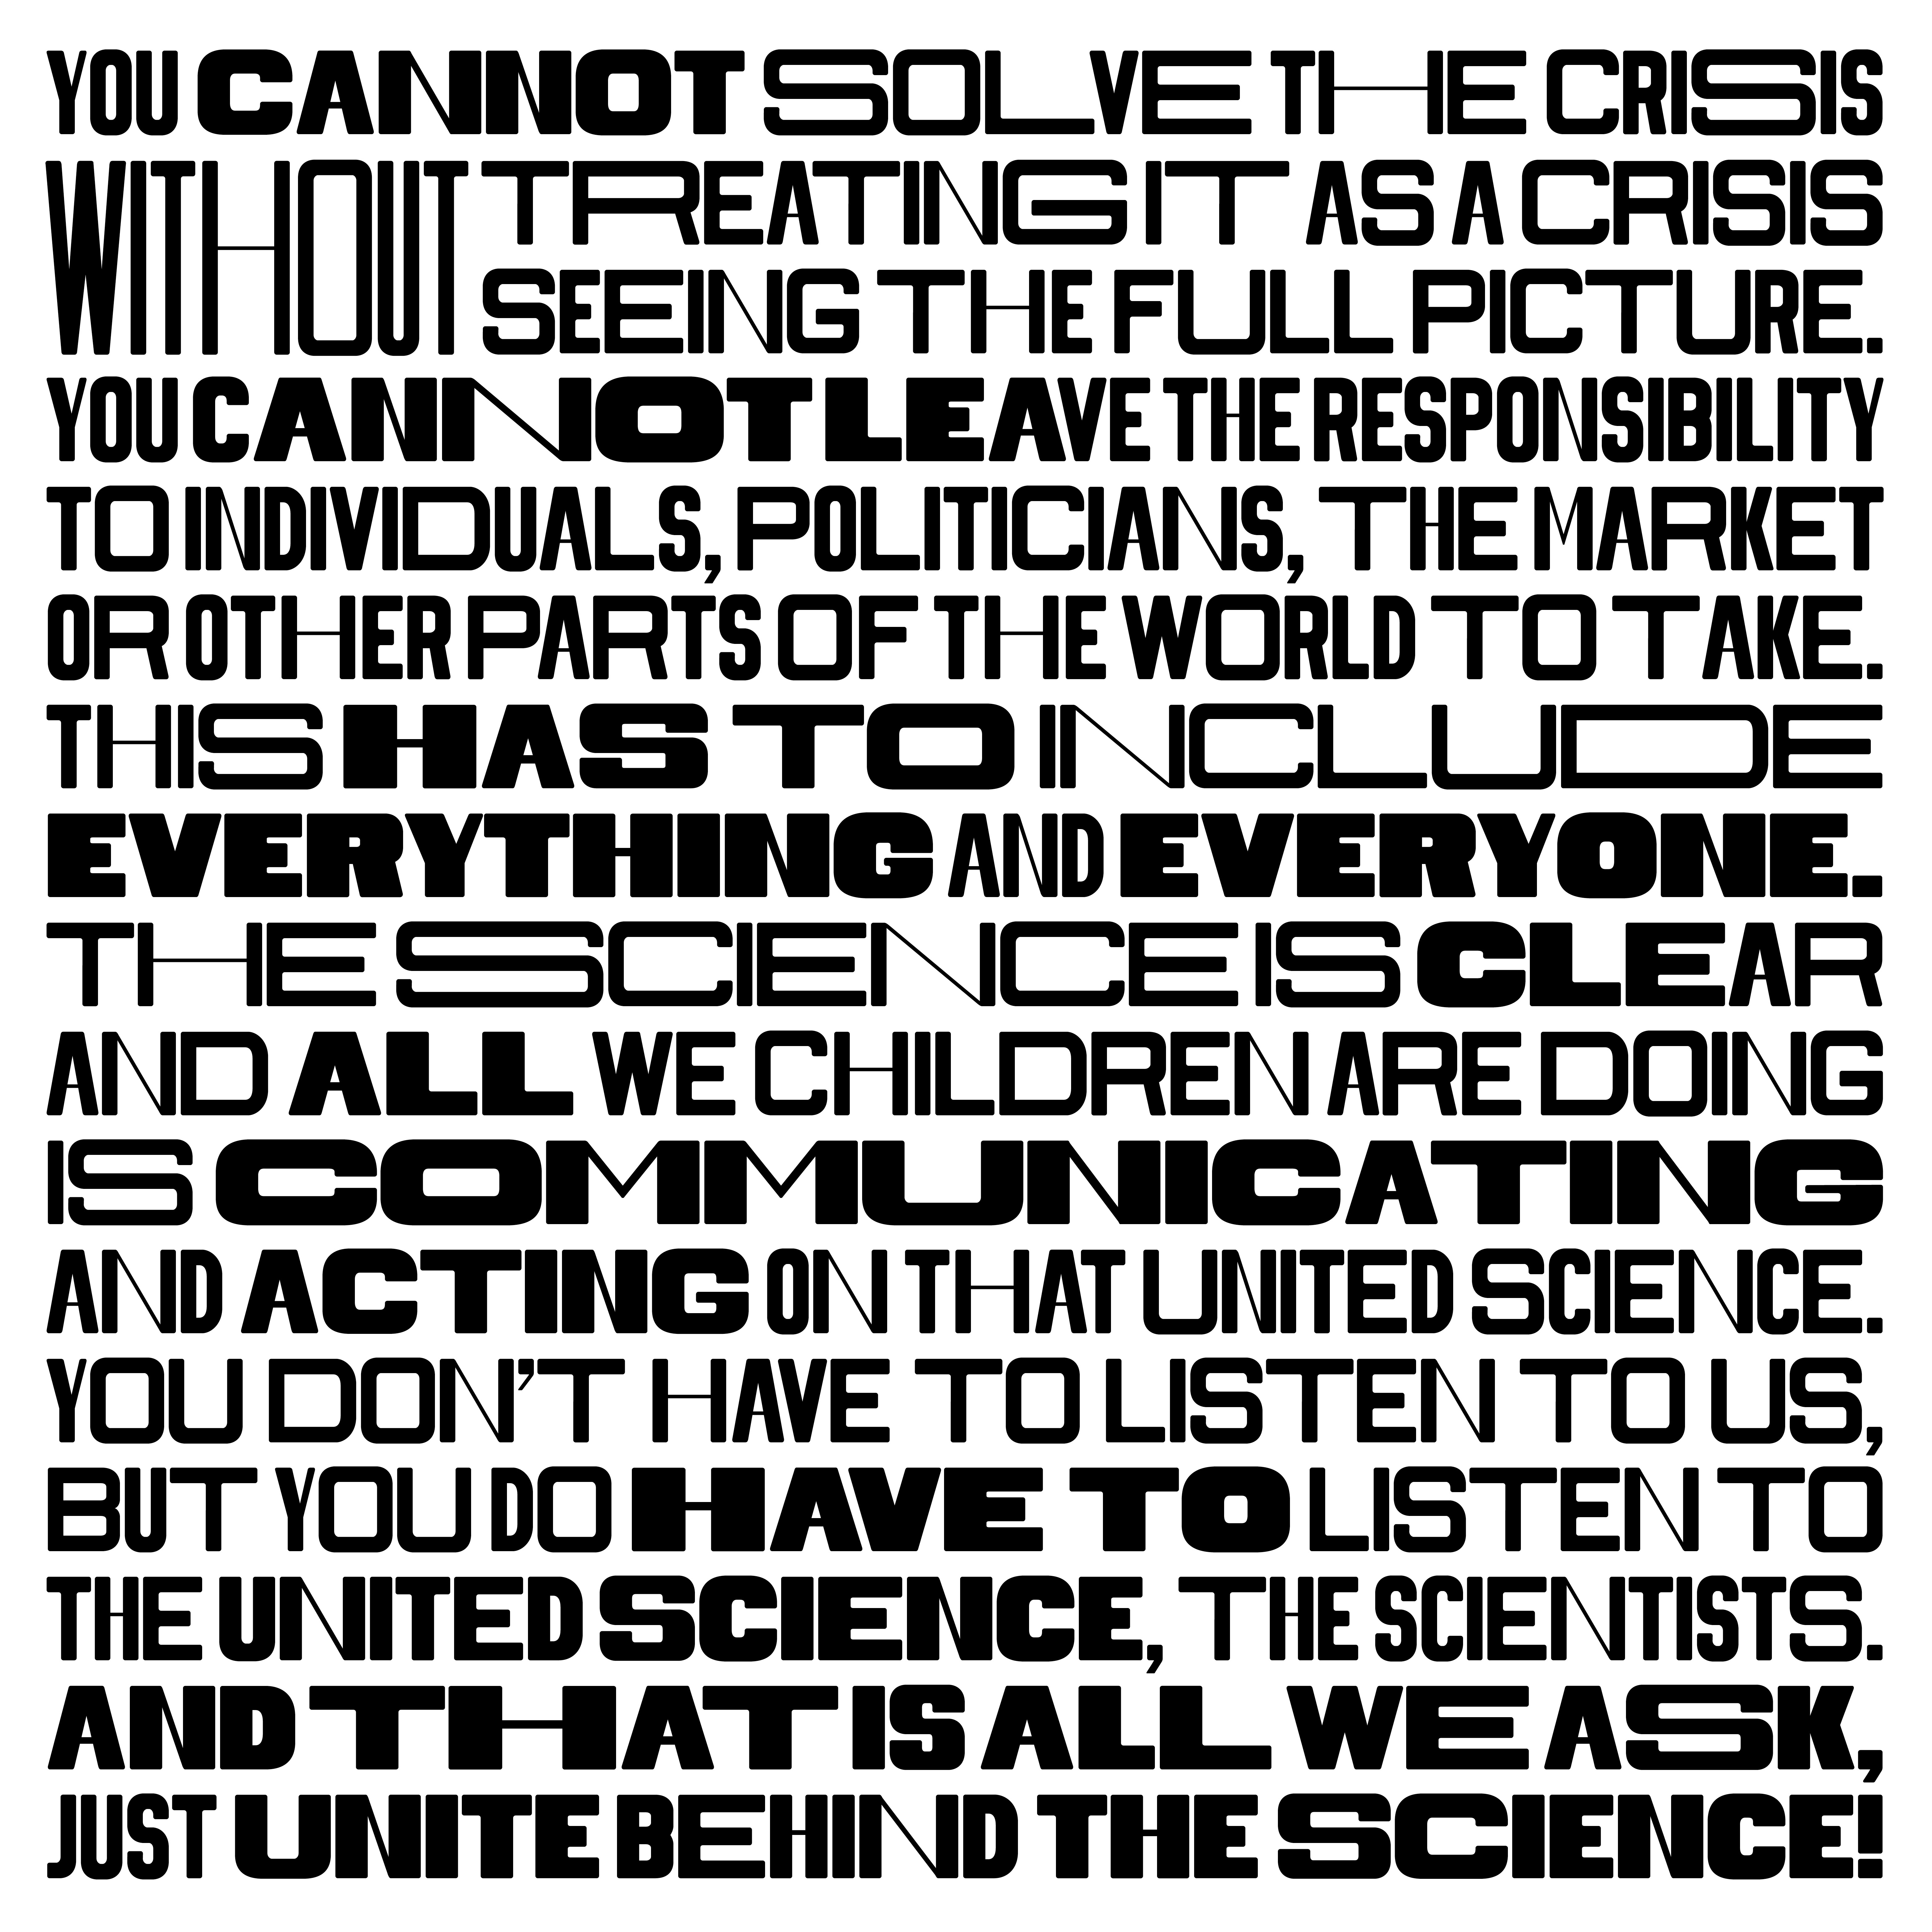 YOU CANNOT SOLVE THE CRISIS
WITHOUT TREATING IT AS A CRISIS
SEEING THE FULL PICTURE.
YOU CANNOT LEAVE THE RESPONSIBILITY
TO INDIVIDUALS, POLITICIANS, THE MARKET
OR OTHER PARTS OF THE WORLD TO TAKE.
THIS HAS TO INCLUDE
EVERYTHING AND EVERYONE.
THE SCIENCE IS CLEAR
AND ALL WE CHILDREN ARE DOING
IS COMMUNICATING
AND ACTING ON THAT UNITED SCIENCE.
YOU DON'T HAVE TO LISTEN TO US,
BUT YOU DO HAVE TO LISTEN TO
THE UNITED SCIENCE, THE SCIENTISTS.
AND THAT IS ALL WE ASK,
JUST UNITE BEHIND THE SCIENCE!